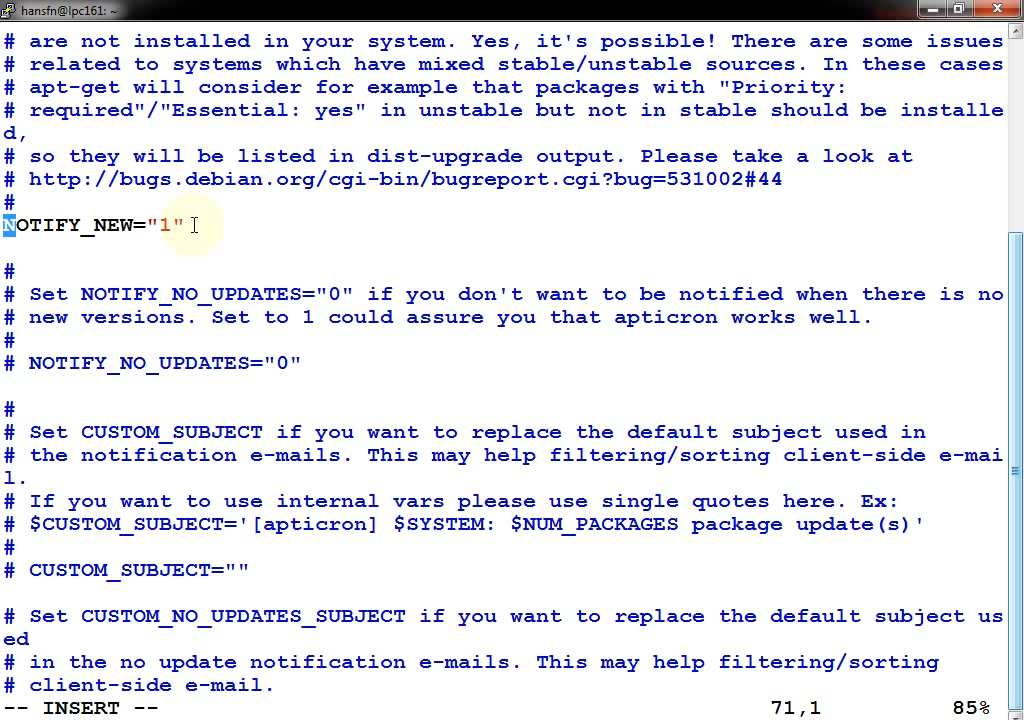 hansfn@lpc161: ~
# are not installed in your system. Yes, it's possible! There are some issues
# related to systems which have mixed stable/unstable sources. In these cases
# apt-get will consider for example that packages with "Priority:
# required"/"Essential: yes" in unstable but not in stable should be installe
d,
# so they will be listed in dist-upgrade output. Please take a look at
# http://bugs.debian.org/cgi-bin/bugreport.cgi?bug=531002#44
#
NOTIFY_NEW="1"
#
# Set NOTIFY_NO_UPDATES="0" if you don't want to be notified when there is no
# new versions. Set to 1 could assure you that apticron works well.
#
# NOTIFY_NO_UPDATES="0"
#
# Set CUSTOM_SUBJECT if you want to replace the default subject used in
# the notification e-mails. This may help filtering/sorting client-side e-mai
l.
# If you want to use internal vars please use single quotes here. Ex:
# $CUSTOM_SUBJECT='[apticron] $SYSTEM: $NUM_PACKAGES package update(s)'
#
# CUSTOM_SUBJECT=""
# Set CUSTOM_NO_UPDATES_SUBJECT if you want to replace the default subject us
ed
# in the no update notification e-mails. This may help filtering/sorting
# client-side e-mail.
-- INSERT -- 71,1 85%